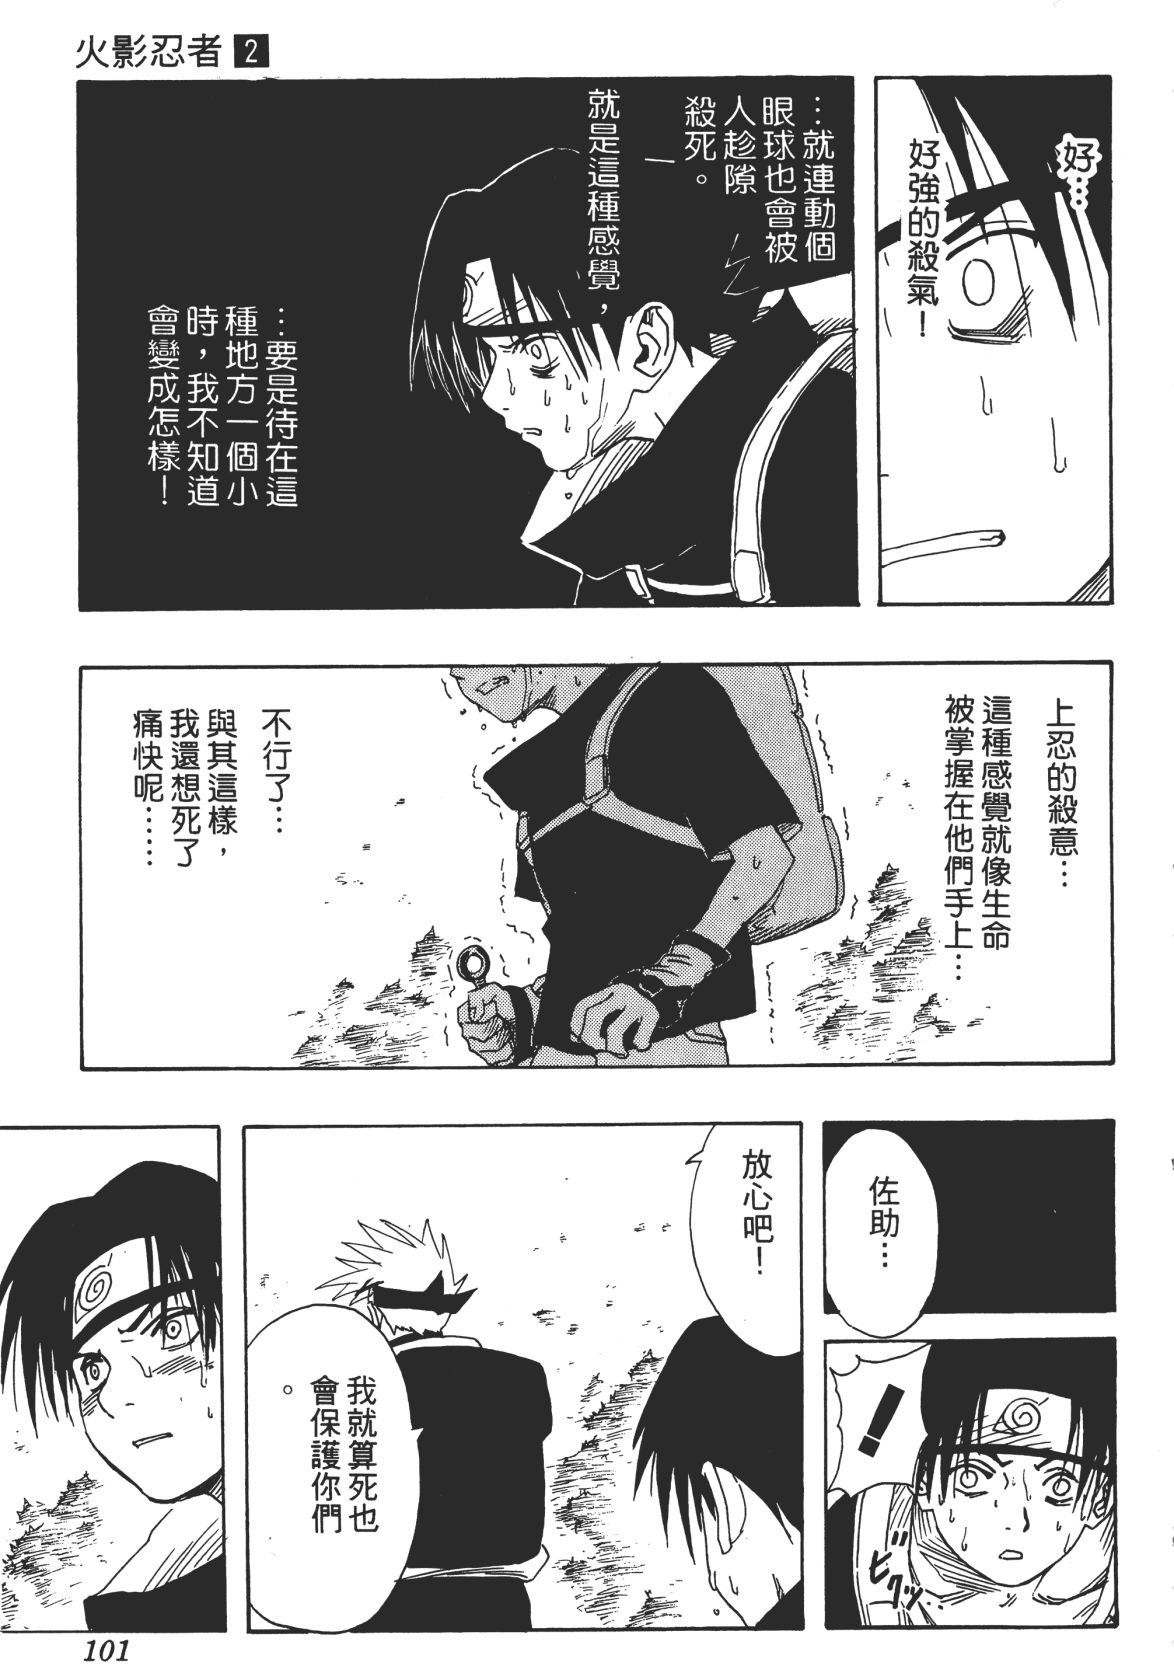 火影忍者 2
好…
好強的殺氣！
…就連動個
眼球也會被
人趁隙
殺死。
—
就是這種感覺，
…要是待在這
種地方一個小
時，我不知道
會變成怎樣！
上忍的殺意…
這種感覺就像生命
被掌握在他們手上…
不行了…
與其這樣，
我還想死了
痛快呢……
佐助…
！
ビクッ…
放心吧！
我就算死也
會保護你們
。
101